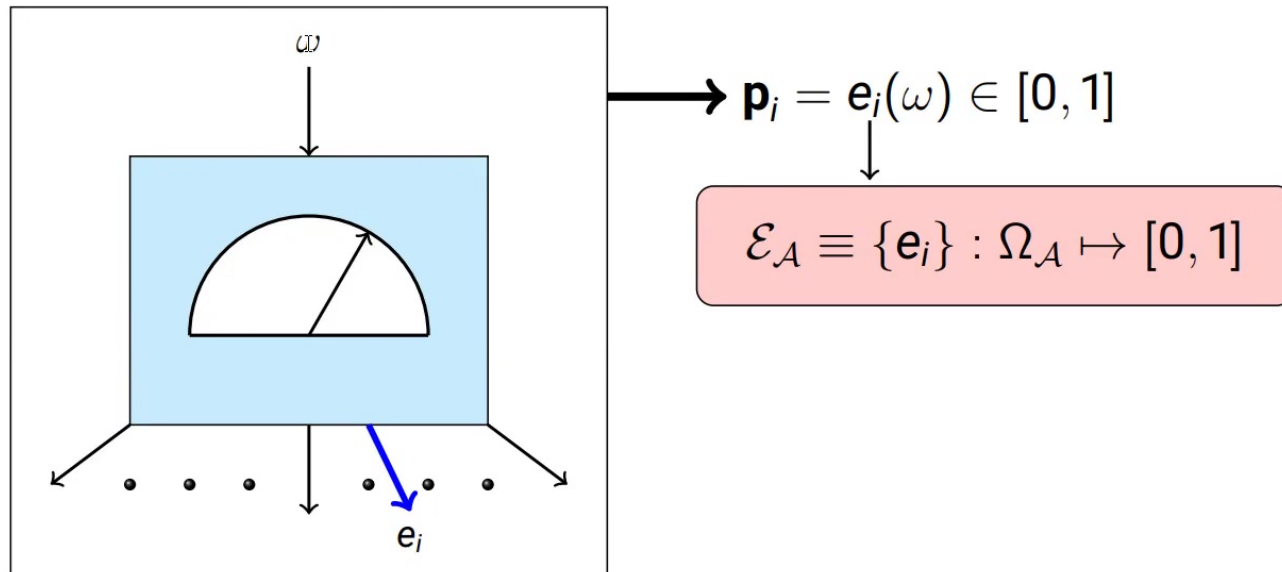 ω
𝐩ᵢ = eᵢ(ω) ∈ [0, 1]
ℰ_𝒜 ≡ {eᵢ} : Ω_𝒜 ↦ [0, 1]
eᵢ